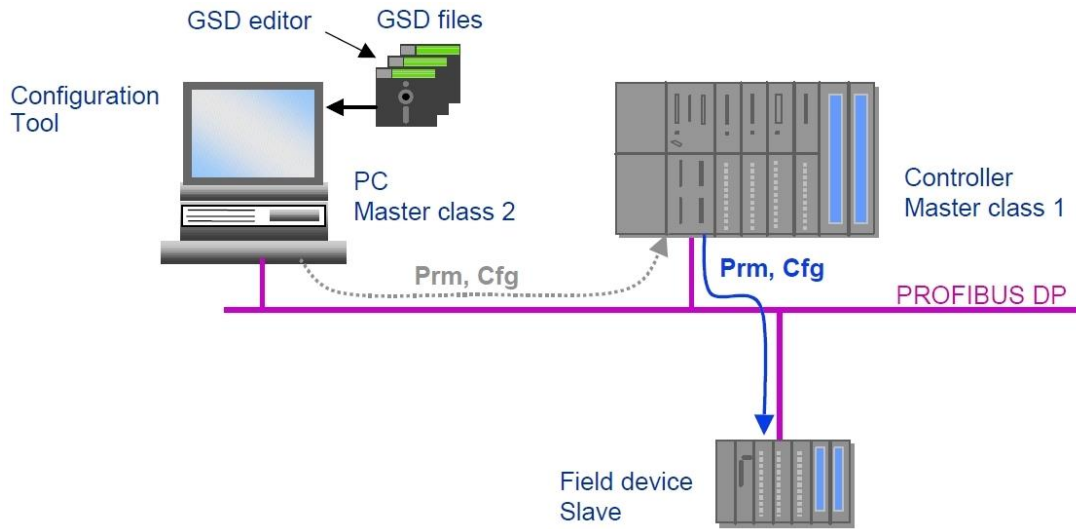 GSD editor
GSD files
Configuration
Tool
PC
Master class 2
Controller
Master class 1
Prm, Cfg
Prm, Cfg
PROFIBUS DP
Field device
Slave